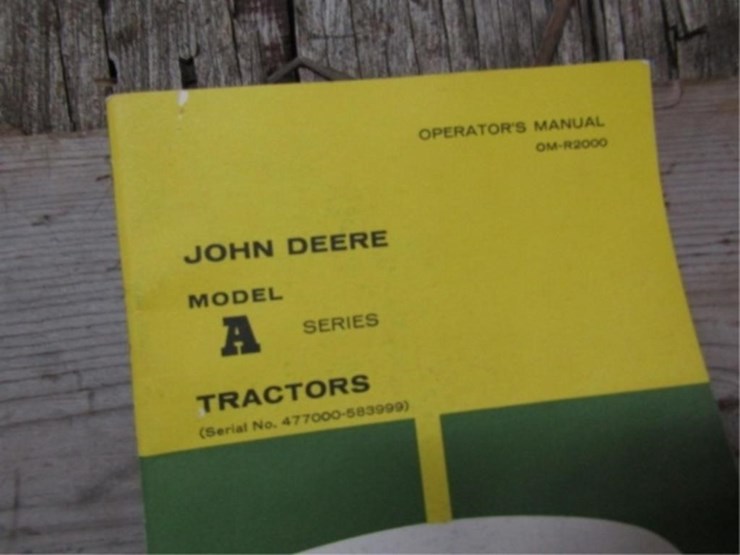 OPERATOR'S MANUAL
OM-R2000
JOHN DEERE
MODEL
A SERIES
TRACTORS
(Serial No. 477000-583999)